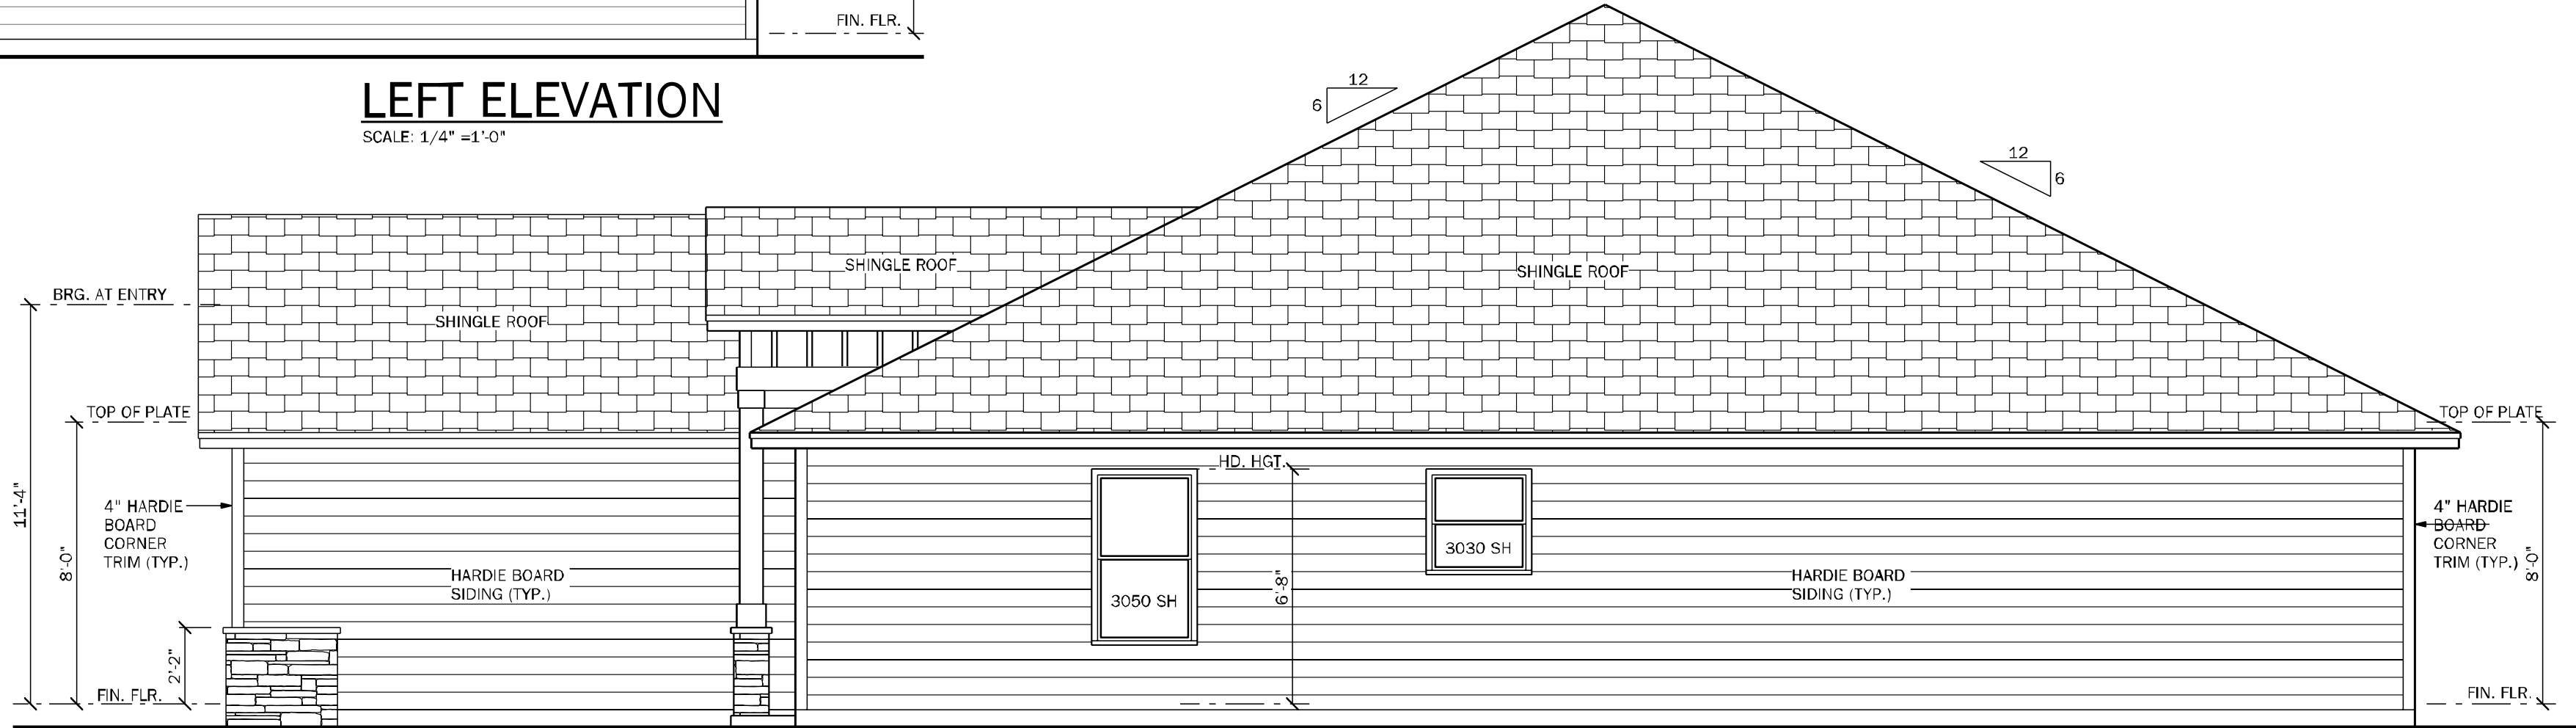 FIN. FLR.
LEFT ELEVATION
SCALE: 1/4" =1'-0"
12
6
12
6
SHINGLE ROOF
SHINGLE ROOF
SHINGLE ROOF
BRG. AT ENTRY
TOP OF PLATE
TOP OF PLATE
HD. HGT.
11'-4"
8'-0"
4" HARDIE
BOARD
CORNER
TRIM (TYP.)
HARDIE BOARD
SIDING (TYP.)
3050 SH
6'-8"
3030 SH
HARDIE BOARD
SIDING (TYP.)
4" HARDIE
BOARD
CORNER
TRIM (TYP.)
8'-0"
2'-2"
FIN. FLR.
FIN. FLR.